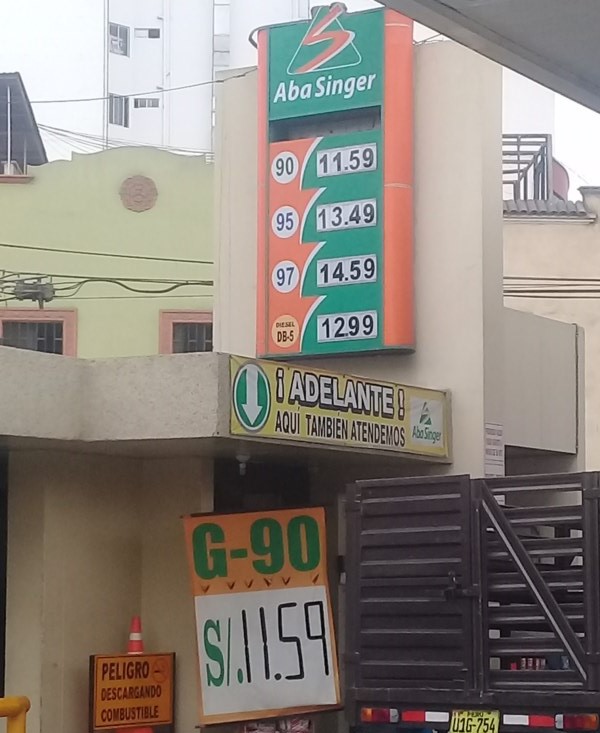 Aba Singer
90 11.59
95 13.49
97 14.59
DIESEL
DB-5 12.99
¡ ADELANTE !
AQUÍ TAMBIÉN ATENDEMOS
Aba Singer
G-90
S/.11.59
PELIGRO
DESCARGANDO
COMBUSTIBLE
PERU
U1G-754